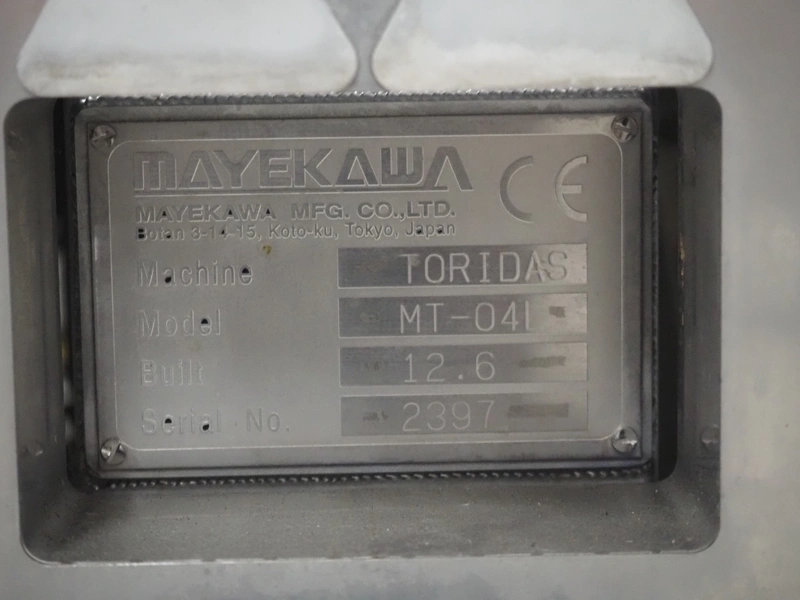 MAYEKAWA
CE
MAYEKAWA MFG. CO.,LTD.
Botan 3-14-15, Koto-ku, Tokyo, Japan
Machine TORIDAS
Model MT-04L
Built 12.6
Serial No. 2397